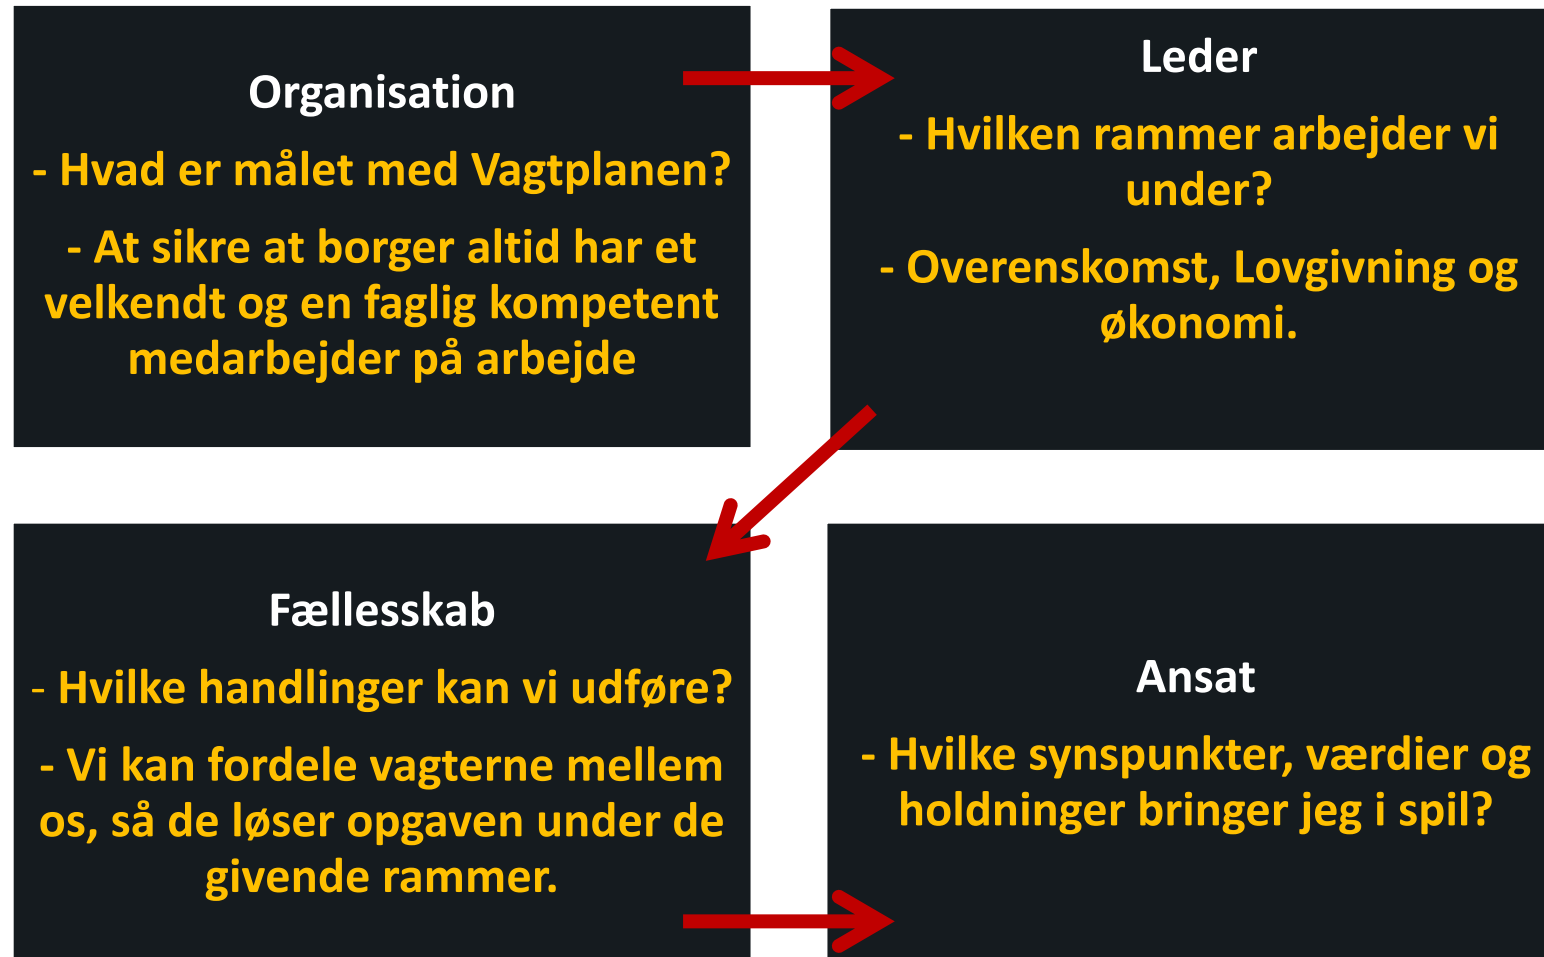 Organisation
- Hvad er målet med Vagtplanen?
- At sikre at borger altid har et
velkendt og en faglig kompetent
medarbejder på arbejde
Leder
- Hvilken rammer arbejder vi
under?
- Overenskomst, Lovgivning og
økonomi.
Fællesskab
- Hvilke handlinger kan vi udføre?
- Vi kan fordele vagterne mellem
os, så de løser opgaven under de
givende rammer.
Ansat
- Hvilke synspunkter, værdier og
holdninger bringer jeg i spil?